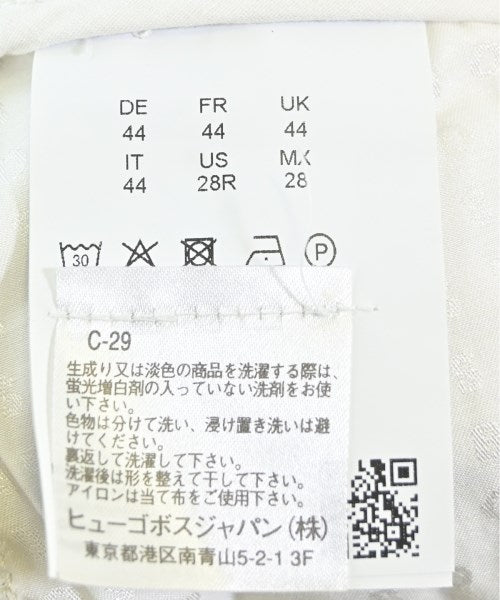 DE FR UK
44 44 44
IT US MX
44 28R 28
30 P
C-29
生成り又は淡色の商品を洗濯する際は、
蛍光増白剤の入っていない洗剤をお使
い下さい。
色物は分けて洗い、浸け置き洗いは避
けてください。
裏返して洗濯して下さい。
洗濯後は形を整えて干して下さい。
アイロンは当て布をご使用下さい。
ヒューゴボスジャパン(株)
東京都港区南青山5-2-1 3F